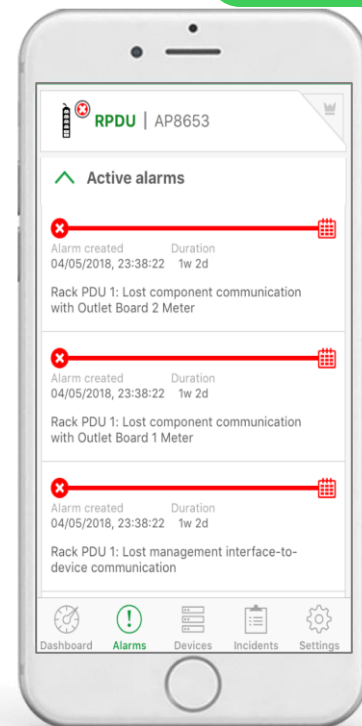 RPDU | AP8653
Active alarms
Alarm created Duration
04/05/2018, 23:38:22 1w 2d
Rack PDU 1: Lost component communication
with Outlet Board 2 Meter
Alarm created Duration
04/05/2018, 23:38:22 1w 2d
Rack PDU 1: Lost component communication
with Outlet Board 1 Meter
Alarm created Duration
04/05/2018, 23:38:22 1w 2d
Rack PDU 1: Lost management interface-to-
device communication
Dashboard Alarms Devices Incidents Settings